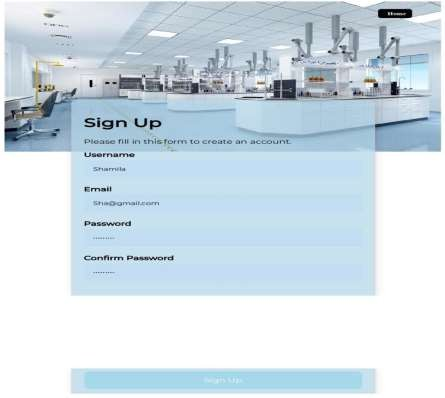 Home
Sign Up
Please fill in this form to create an account.
Username
Shamila
Email
Sha@gmail.com
Password
·········
Confirm Password
·········
Sign Up